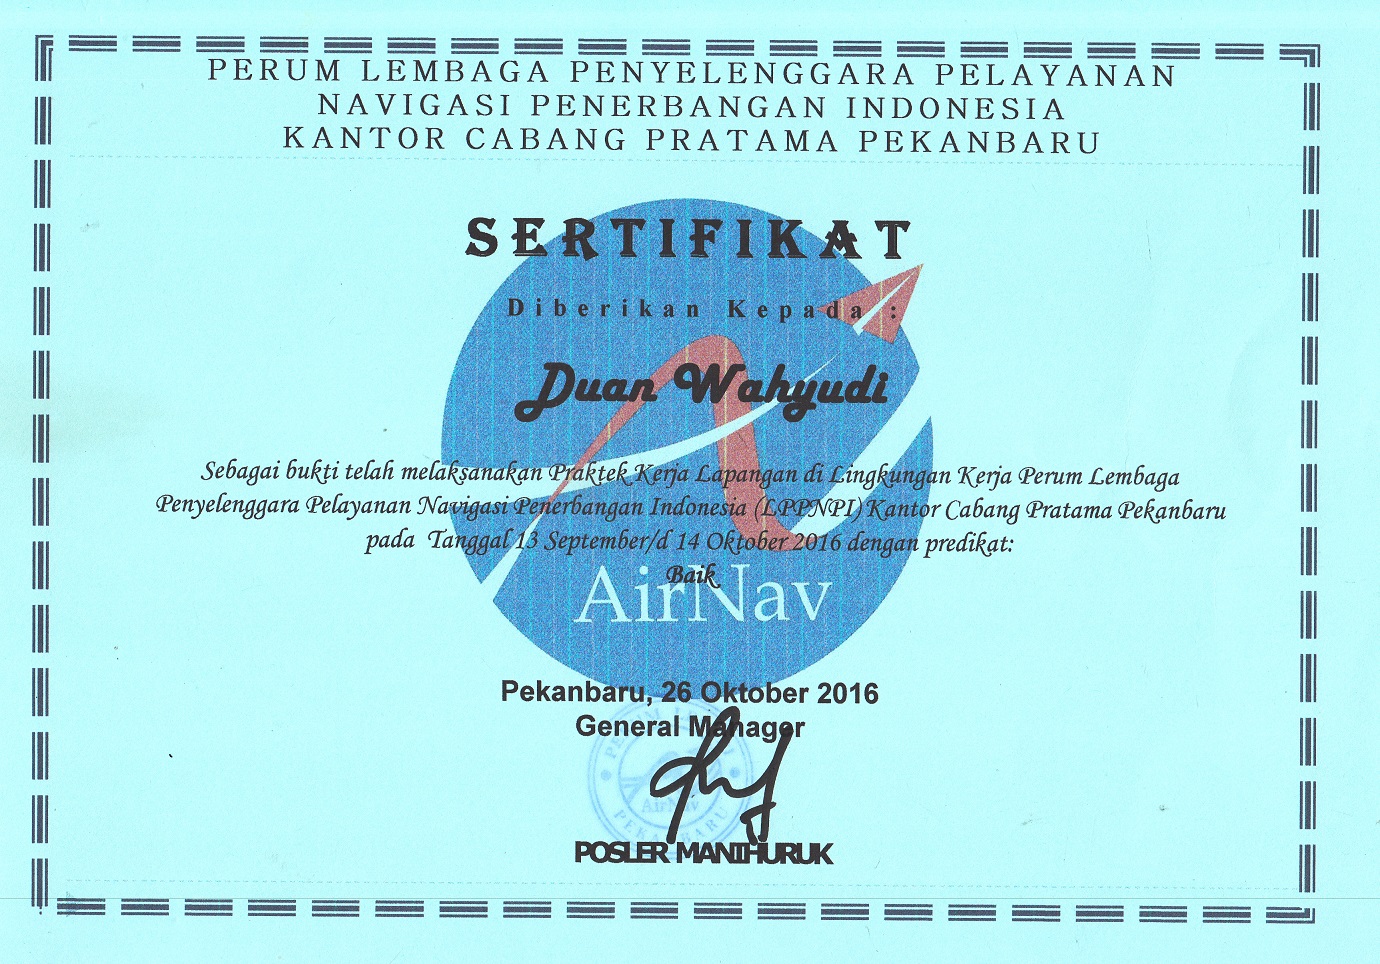 PERUM LEMBAGA PENYELENGGARA PELAYANAN
NAVIGASI PENERBANGAN INDONESIA
KANTOR CABANG PRATAMA PEKANBARU
SERTIFIKAT
Diberikan Kepada :
Duan Wahyudi
Sebagai bukti telah melaksanakan Praktek Kerja Lapangan di Lingkungan Kerja Perum Lembaga
Penyelenggara Pelayanan Navigasi Penerbangan Indonesia (LPPNPI) Kantor Cabang Pratama Pekanbaru
pada Tanggal 13 September/d 14 Oktober 2016 dengan predikat:
Baik
AirNav
Pekanbaru, 26 Oktober 2016
General Manager
PERUM
AirNav
PEKANBARU
POSLER MANIHURUK